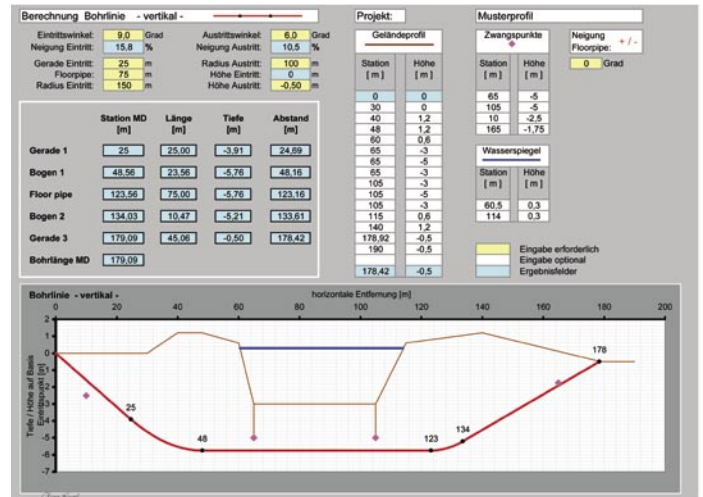 Berechnung Bohrlinie - vertikal -
Projekt:
Musterprofil
Eintrittswinkel: 9,0 Grad
Neigung Eintritt: 15,8 %
Gerade Eintritt: 25 m
Floorpipe: 75 m
Radius Eintritt: 150 m
Austrittswinkel: 6,0 Grad
Neigung Austritt: 10,5 %
Radius Austritt: 100 m
Höhe Eintritt: 0 m
Höhe Austritt: -0,50 m
Station MD [m] Länge [m] Tiefe [m] Abstand [m]
Gerade 1 25 25,00 -3,91 24,69
Bogen 1 48,56 23,56 -5,76 48,16
Floor pipe 123,56 75,00 -5,76 123,16
Bogen 2 134,03 10,47 -5,21 133,61
Gerade 3 179,09 45,06 -0,50 178,42
Bohrlänge MD 179,09
Geländeprofil
Station [m] Höhe [m]
0 0
30 0
40 1,2
48 1,2
60 0,6
65 -3
65 -5
65 -3
105 -3
105 -5
105 -3
115 0,6
140 1,2
178,92 -0,5
190 -0,5
178,42 -0,5
Zwangspunkte
Station [m] Höhe [m]
65 -5
105 -5
10 -2,5
165 -1,75
Wasserspiegel
Station [m] Höhe [m]
60,5 0,3
114 0,3
Neigung
Floorpipe: + / -
0 Grad
Eingabe erforderlich
Eingabe optional
Ergebnisfelder
Bohrlinie - vertikal -
horizontale Entfernung [m]
0 20 40 60 80 100 120 140 160 180 200
Tiefe / Höhe auf Basis
Eintrittspunkt [m]
2
1
0
-1
-2
-3
-4
-5
-6
-7
25
48
123
134
178